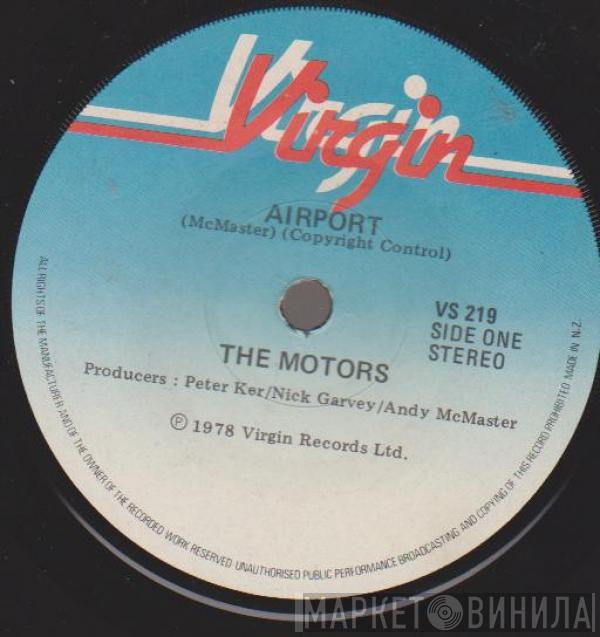 Virgin
AIRPORT
(McMaster) (Copyright Control)
VS 219
SIDE ONE
STEREO
THE MOTORS
Producers : Peter Ker/Nick Garvey/Andy McMaster
℗ 1978 Virgin Records Ltd.
ALL RIGHTS OF THE MANUFACTURER AND OF THE OWNER OF THE RECORDED WORK RESERVED UNAUTHORISED PUBLIC PERFORMANCE BROADCASTING AND COPYING OF THIS RECORD PROHIBITED MADE IN N.Z.
МАРКЕТ ВИНИЛА